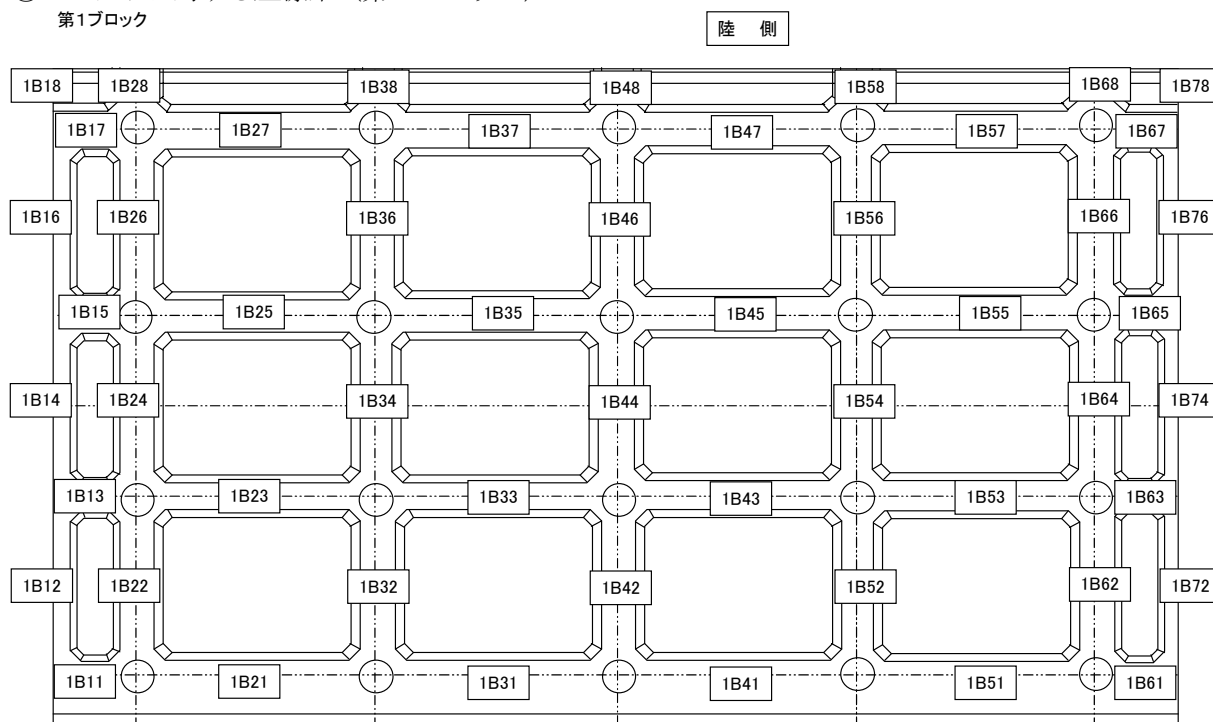 第1ブロック
陸 側
1B18 1B28 1B38 1B48 1B58 1B68 1B78
1B17 1B27 1B37 1B47 1B57 1B67
1B16 1B26 1B36 1B46 1B56 1B66 1B76
1B15 1B25 1B35 1B45 1B55 1B65
1B14 1B24 1B34 1B44 1B54 1B64 1B74
1B13 1B23 1B33 1B43 1B53 1B63
1B12 1B22 1B32 1B42 1B52 1B62 1B72
1B11 1B21 1B31 1B41 1B51 1B61